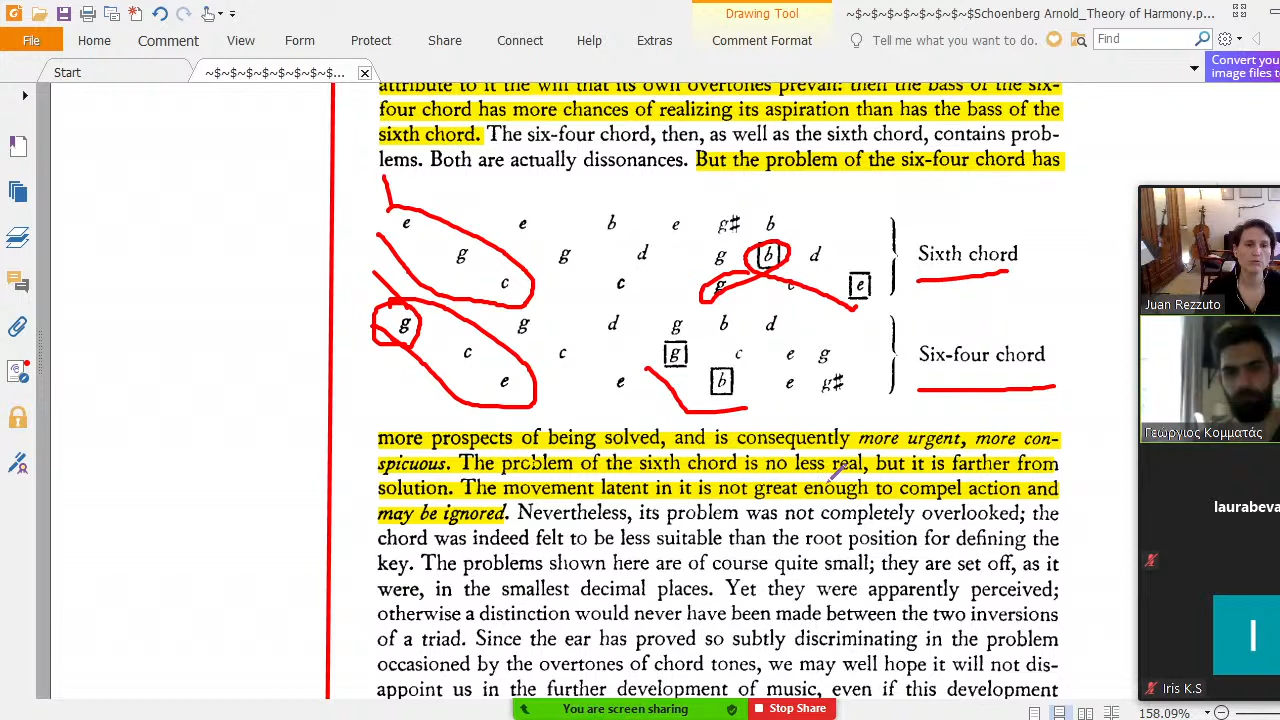 Drawing Tool
~$~$~$~$~$~$~$~$Schoenberg Arnold_Theory of Harmony.p...
File Home Comment View Form Protect Share Connect Help Extras Comment Format Tell me what you want to do. Find
Start ~$~$~$~$~$~$~$... Convert you
image files to
attribute to it the will that its own overtones prevail: then the bass of the six-
four chord has more chances of realizing its aspiration than has the bass of the
sixth chord. The six-four chord, then, as well as the sixth chord, contains prob-
lems. Both are actually dissonances. But the problem of the six-four chord has
e e b e g♯ b
g g d g b d Sixth chord
c c g c e
g g d g b d
c c g c e g Six-four chord
e e b e g♯
more prospects of being solved, and is consequently more urgent, more con-
spicuous. The problem of the sixth chord is no less real, but it is farther from
solution. The movement latent in it is not great enough to compel action and
may be ignored. Nevertheless, its problem was not completely overlooked; the
chord was indeed felt to be less suitable than the root position for defining the
key. The problems shown here are of course quite small; they are set off, as it
were, in the smallest decimal places. Yet they were apparently perceived;
otherwise a distinction would never have been made between the two inversions
of a triad. Since the ear has proved so subtly discriminating in the problem
occasioned by the overtones of chord tones, we may well hope it will not dis-
appoint us in the further development of music, even if this development
Juan Rezzuto
Γεώργιος Κομματάς
laurabeva
I
Iris K.S
You are screen sharing Stop Share
158.09%